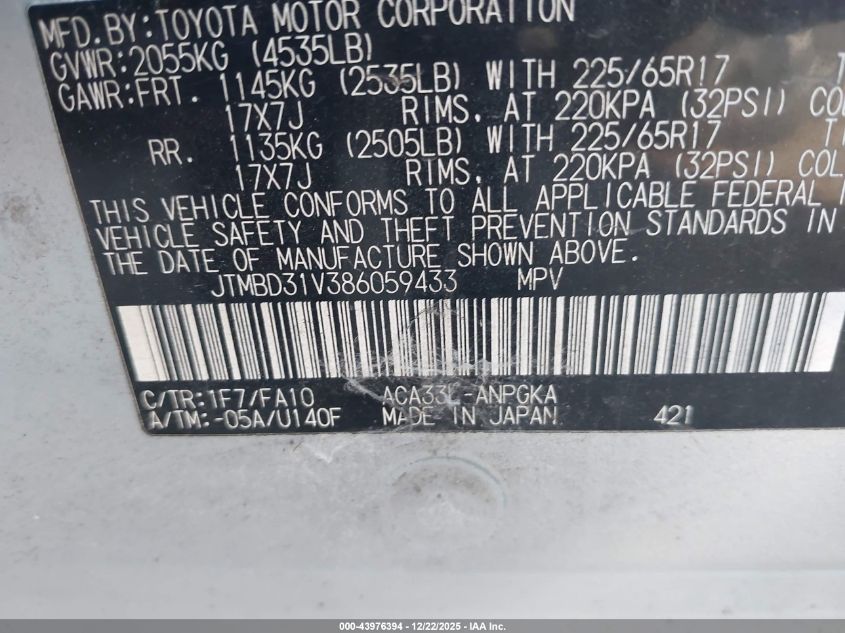 MFD. BY: TOYOTA MOTOR CORPORATION
GVWR: 2055KG (4535LB)
GAWR: FRT. 1145KG (2535LB) WITH 225/65R17
17X7J RIMS, AT 220KPA (32PSI) COL
RR. 1135KG (2505LB) WITH 225/65R17 TI
17X7J RIMS, AT 220KPA (32PSI) COL
THIS VEHICLE CONFORMS TO ALL APPLICABLE FEDERAL
VEHICLE SAFETY AND THEFT PREVENTION STANDARDS IN
THE DATE OF MANUFACTURE SHOWN ABOVE.
JTMBD31V386059433 MPV
C/TR: 1F7/FA10 ACA33L-ANPGKA
A/TM: -05A/U140F MADE IN JAPAN 421
000-43976394 | 12/22/2025 - IAA Inc.